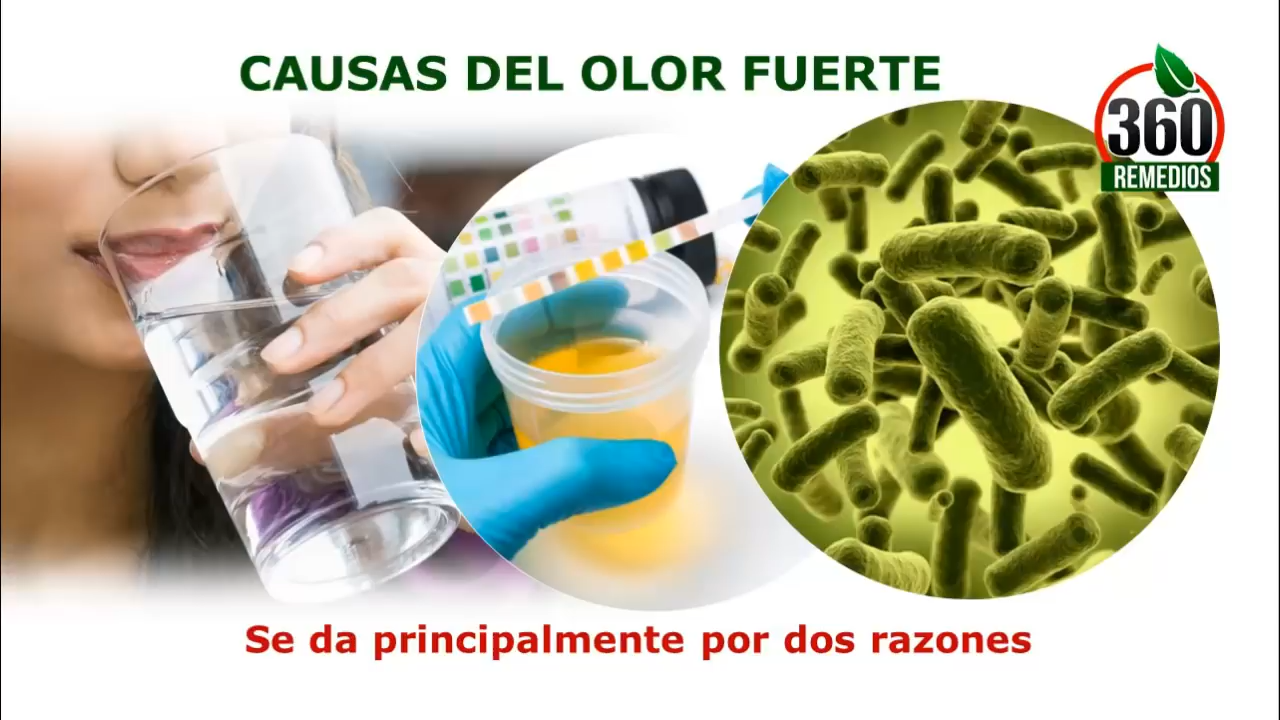 CAUSAS DEL OLOR FUERTE
360
REMEDIOS
Se da principalmente por dos razones